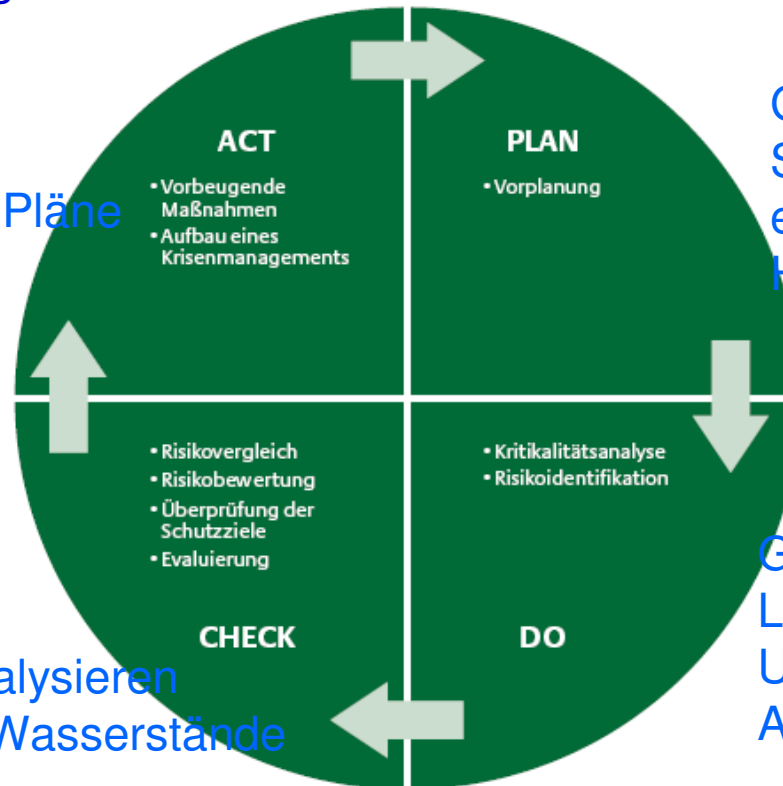 ACT
• Vorbeugende
Maßnahmen
• Aufbau eines
Krisenmanagements
PLAN
• Vorplanung
Pläne
• Risikovergleich
• Risikobewertung
• Überprüfung der
Schutzziele
• Evaluierung
CHECK
• Kritikalitätsanalyse
• Risikoidentifikation
DO
alysieren
Wasserstände